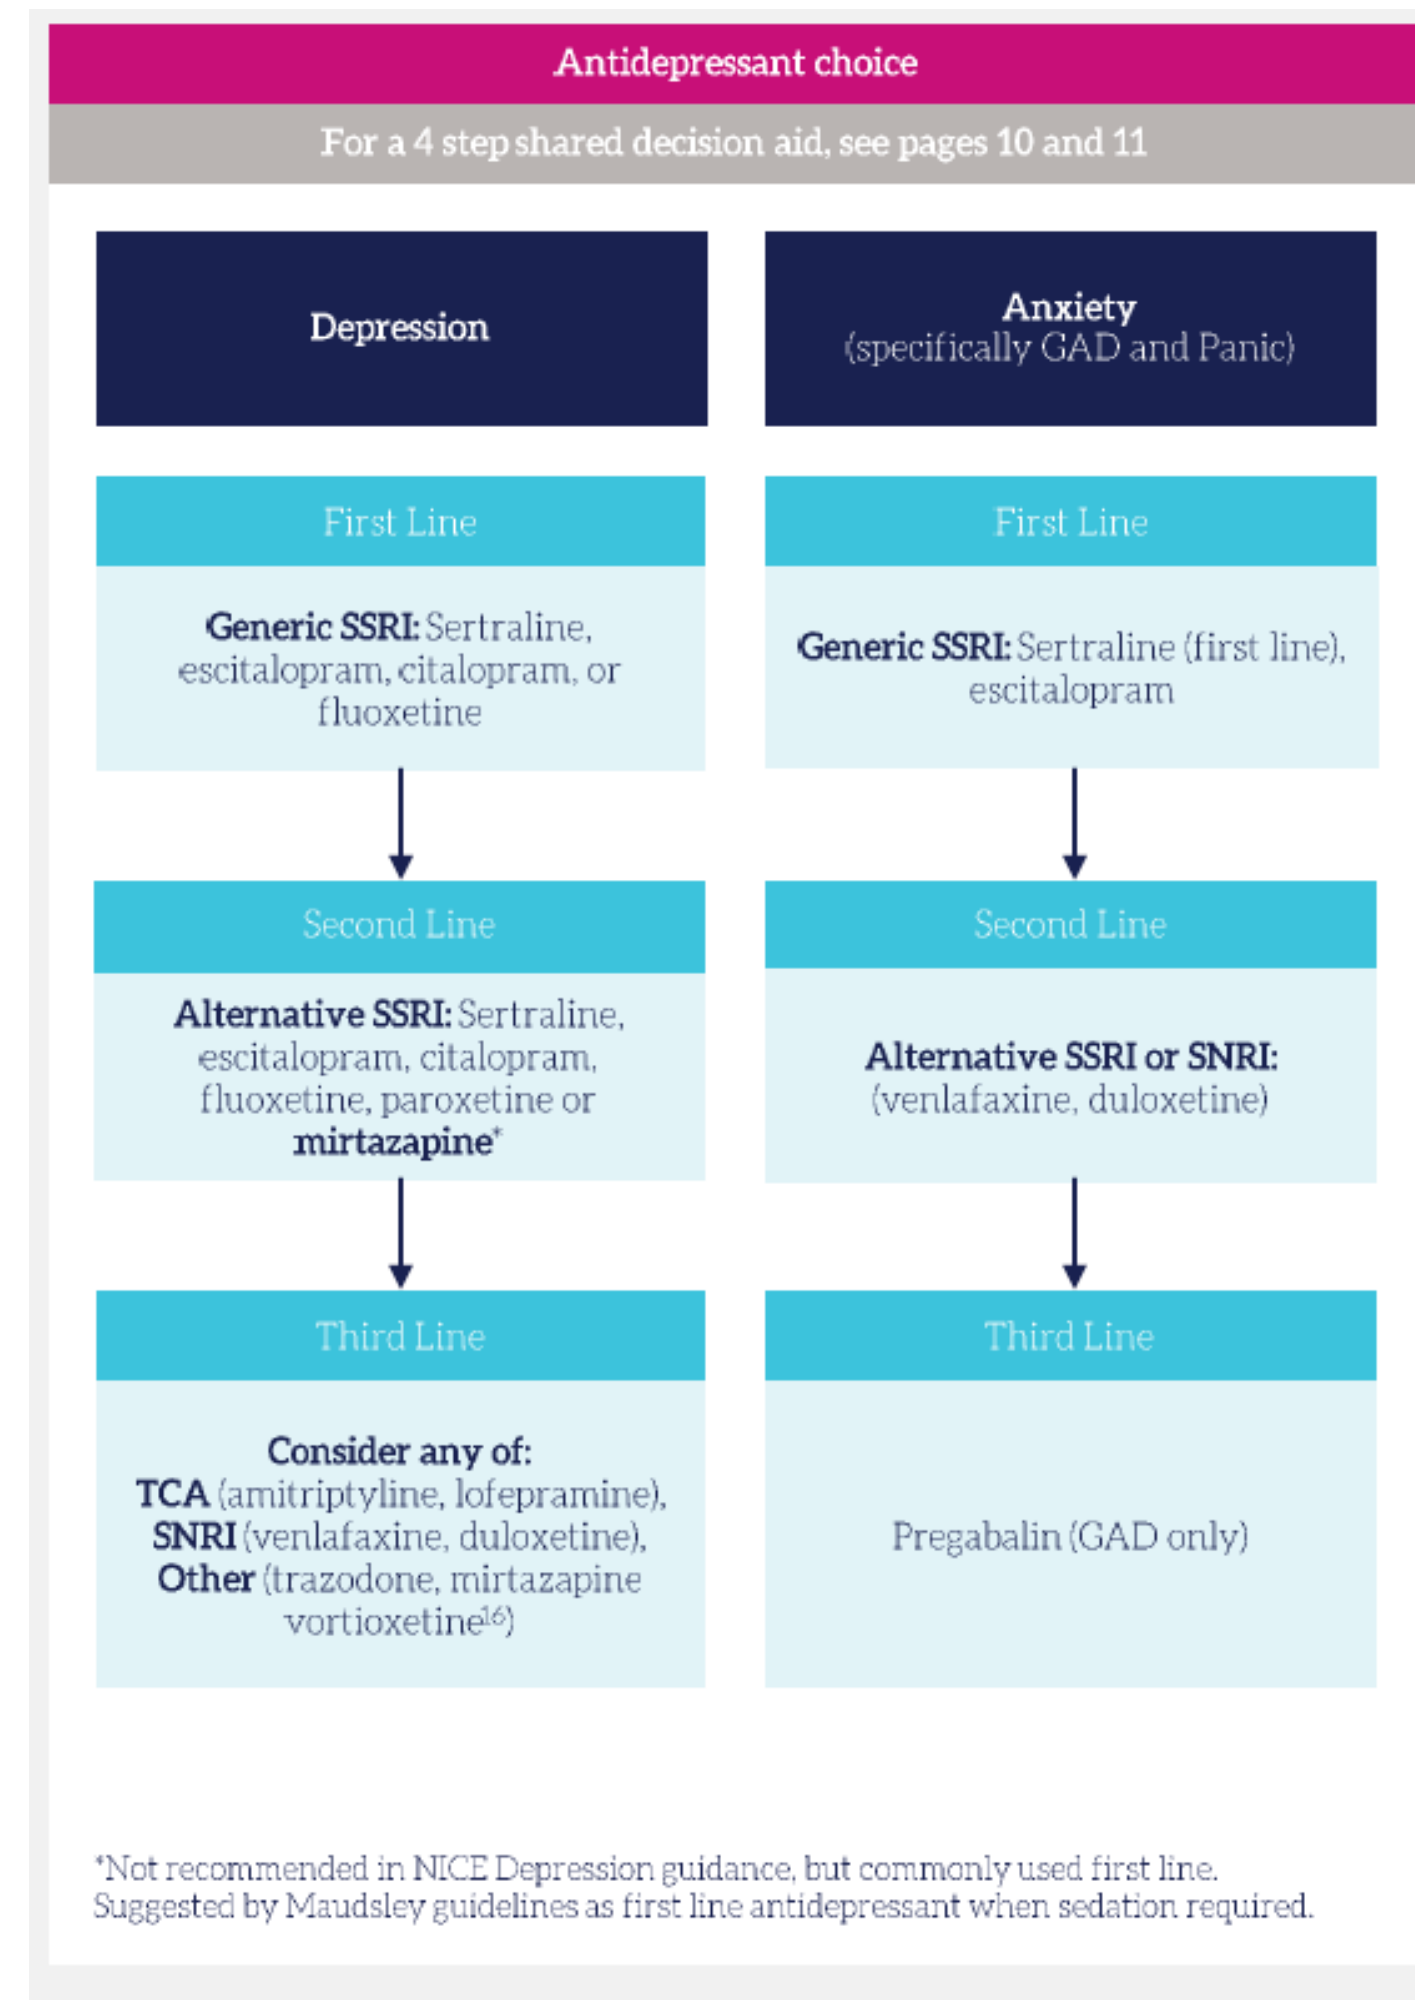 Antidepressant choice
For a 4 step shared decision aid, see pages 10 and 11
Depression
First Line
Generic SSRI: Sertraline,
escitalopram, citalopram, or
fluoxetine
Second Line
Alternative SSRI: Sertraline,
escitalopram, citalopram,
fluoxetine, paroxetine or
mirtazapine*
Third Line
Consider any of:
TCA (amitriptyline, lofepramine),
SNRI (venlafaxine, duloxetine),
Other (trazodone, mirtazapine
vortioxetine16)
Anxiety
(specifically GAD and Panic)
First Line
Generic SSRI: Sertraline (first line),
escitalopram
Second Line
Alternative SSRI or SNRI:
(venlafaxine, duloxetine)
Third Line
Pregabalin (GAD only)
*Not recommended in NICE Depression guidance, but commonly used first line.
Suggested by Maudsley guidelines as first line antidepressant when sedation required.